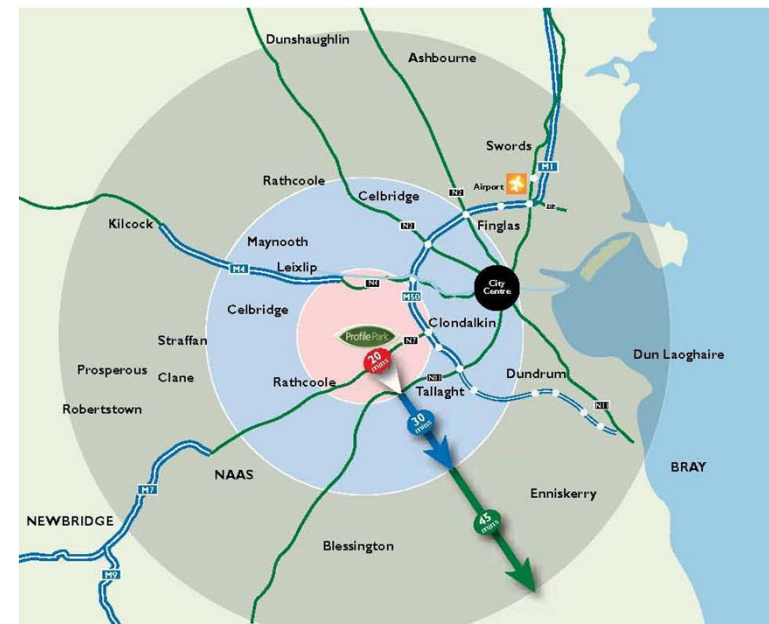 Dunshaughlin
Ashbourne
Swords
M1
Airport
Rathcoole
Celbridge
N2
Finglas
Kilcock
N2
Maynooth
M4
Leixlip
N4
City
Centre
M50
Celbridge
Clondalkin
Profile Park
N7
Straffan
20
mins
Dun Laoghaire
Prosperous
Clane
Rathcoole
N81
Tallaght
Dundrum
Robertstown
N11
30
mins
NAAS
BRAY
M7
Enniskerry
NEWBRIDGE
45
mins
Blessington
M9